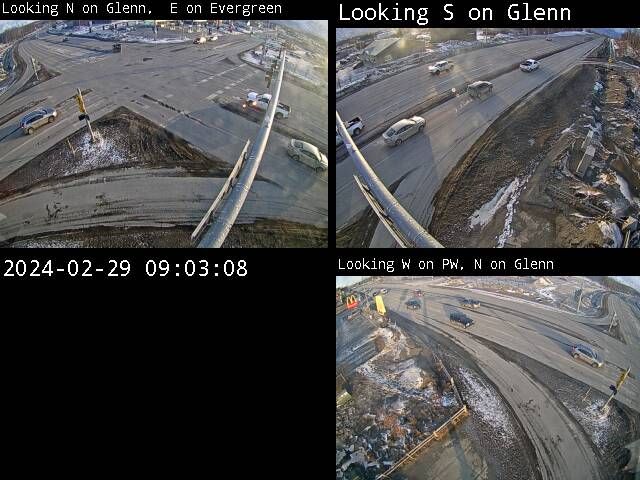 Looking N on Glenn,  E on Evergreen
Looking S on Glenn
2024-02-29 09:03:08
Looking W on PW, N on Glenn